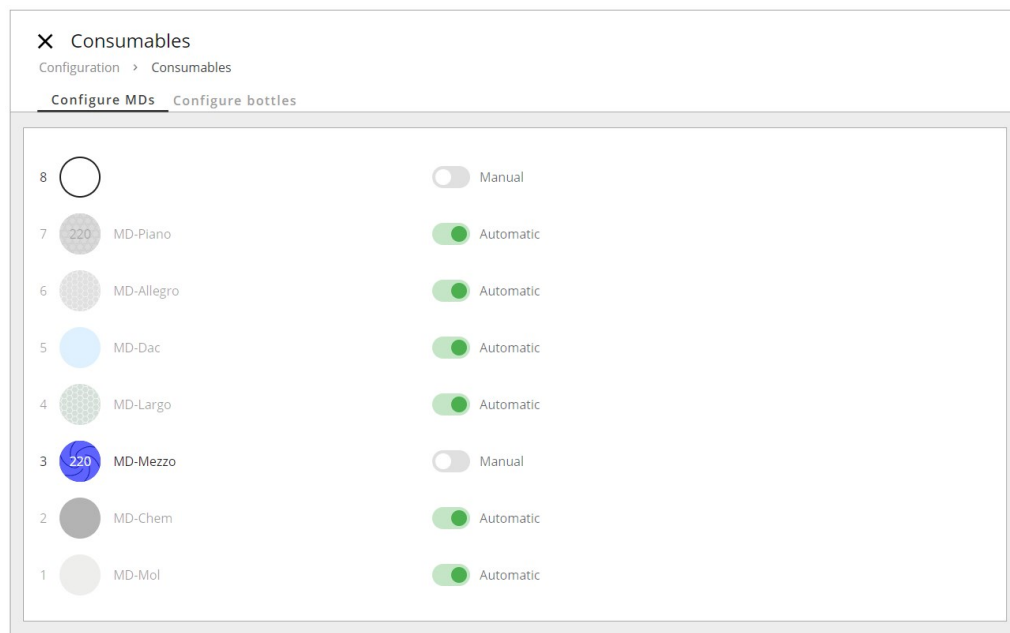 Consumables
Configuration > Consumables
Configure MDs Configure bottles
8 Manual
7 220 MD-Piano Automatic
6 MD-Allegro Automatic
5 MD-Dac Automatic
4 MD-Largo Automatic
3 220 MD-Mezzo Manual
2 MD-Chem Automatic
1 MD-Mol Automatic